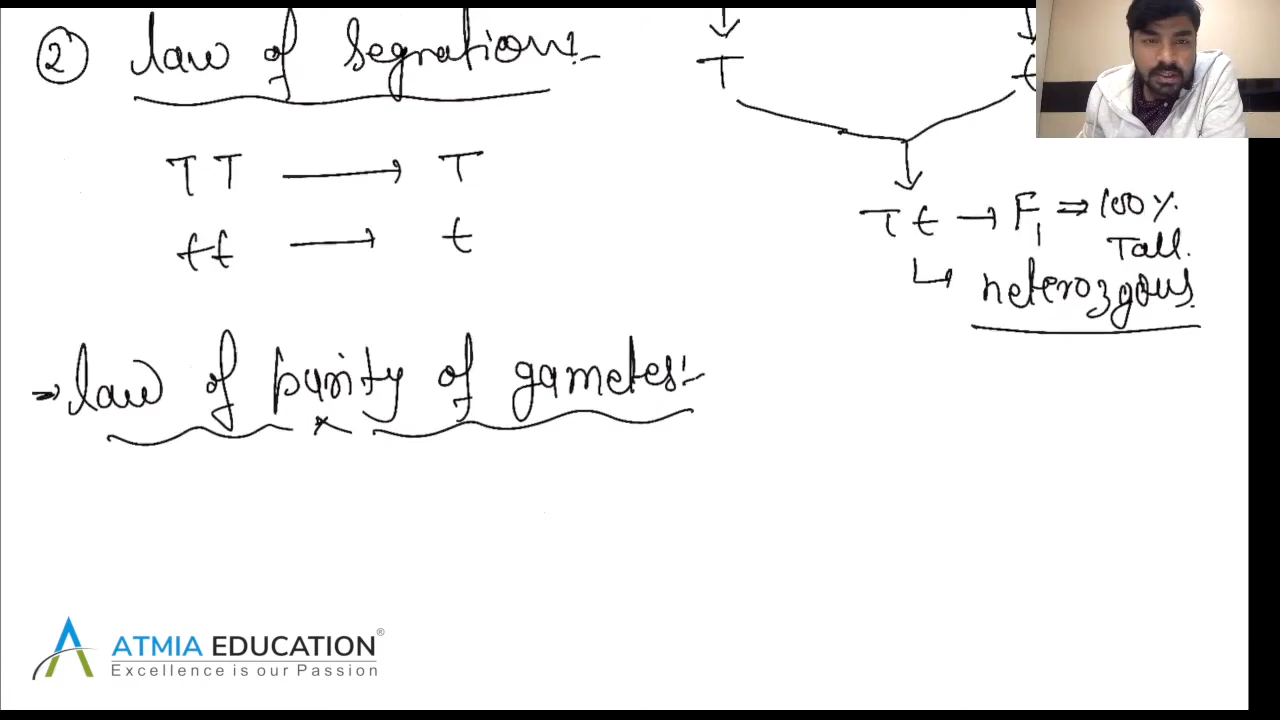 2 law of segration:-
T t
TT → T
tt → t
Tt → F1 ⇒ 100%
Tall.
↳ heterozgous.
⇒ law of purity of gametes:-
ATMIA EDUCATION®
Excellence is our Passion